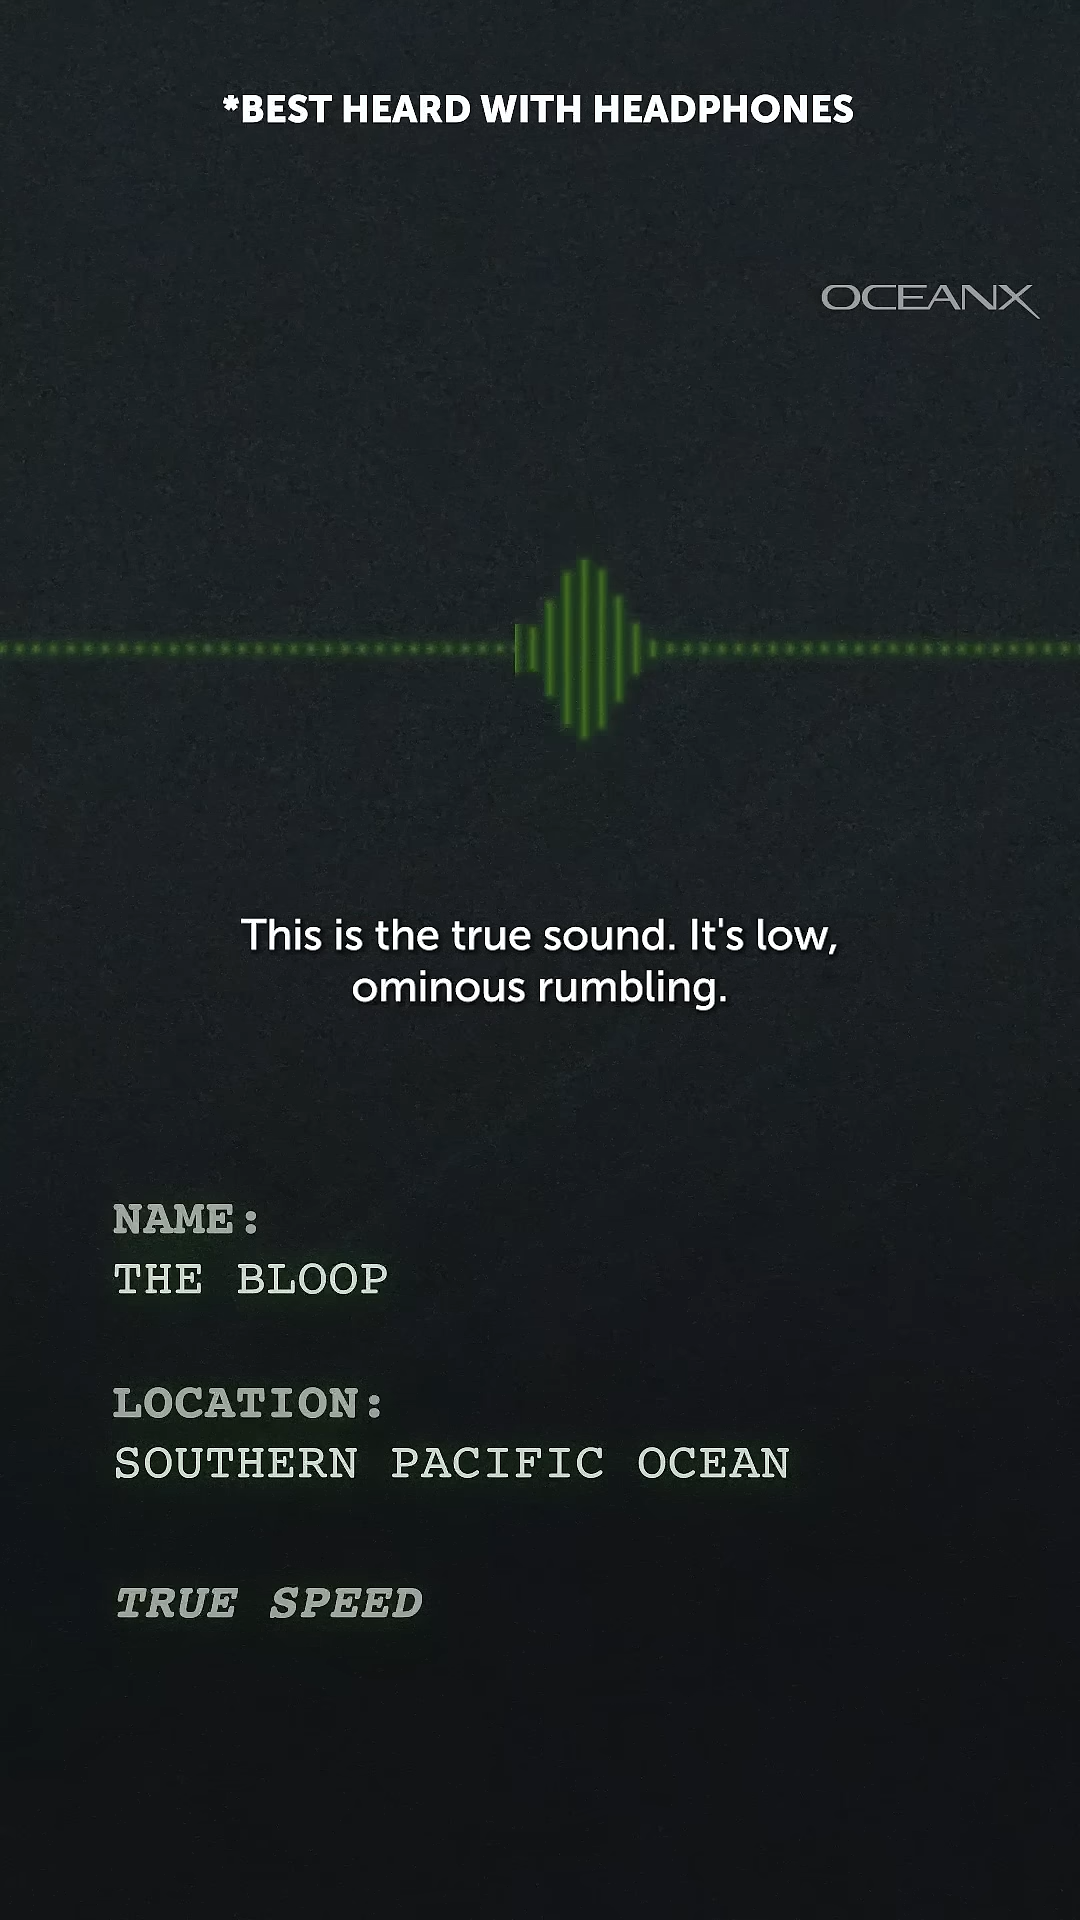 *BEST HEARD WITH HEADPHONES
OCEANX
This is the true sound. It's low,
ominous rumbling.
NAME:
THE BLOOP
LOCATION:
SOUTHERN PACIFIC OCEAN
TRUE SPEED